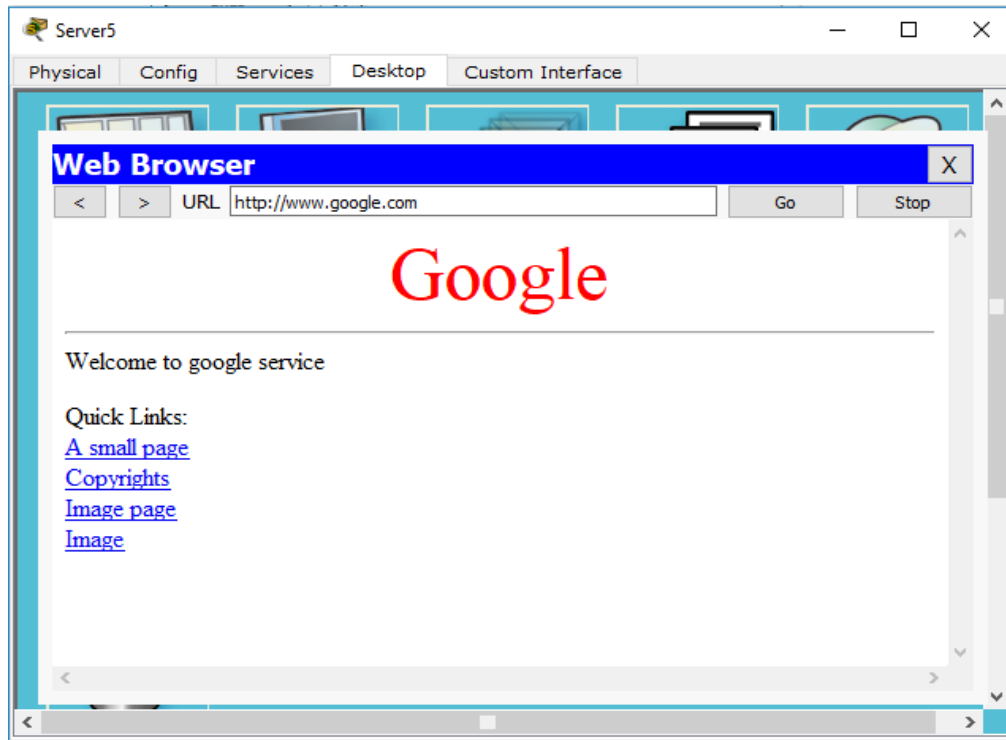 Server5
Physical Config Services Desktop Custom Interface
Web Browser X
< > URL http://www.google.com Go Stop
Google
Welcome to google service
Quick Links:
A small page
Copyrights
Image page
Image